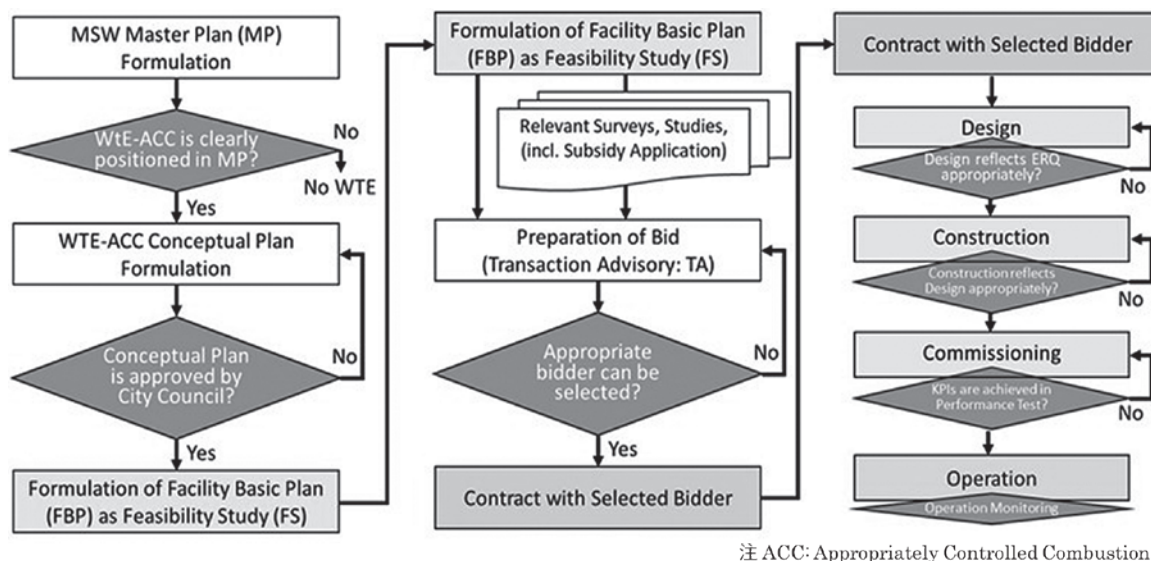 MSW Master Plan (MP)
Formulation
WtE-ACC is clearly
positioned in MP?
No
No WTE
Yes
WTE-ACC Conceptual Plan
Formulation
Conceptual Plan
is approved by
City Council?
No
Yes
Formulation of Facility Basic Plan
(FBP) as Feasibility Study (FS)
Formulation of Facility Basic Plan
(FBP) as Feasibility Study (FS)
Relevant Surveys, Studies,
(incl. Subsidy Application)
Preparation of Bid
(Transaction Advisory: TA)
Appropriate
bidder can be
selected?
No
Yes
Contract with Selected Bidder
Contract with Selected Bidder
Design
Design reflects ERQ
appropriately?
No
Construction
Construction reflects
Design appropriately?
No
Commissioning
KPIs are achieved in
Performance Test?
No
Operation
Operation Monitoring
注 ACC: Appropriately Controlled Combustion